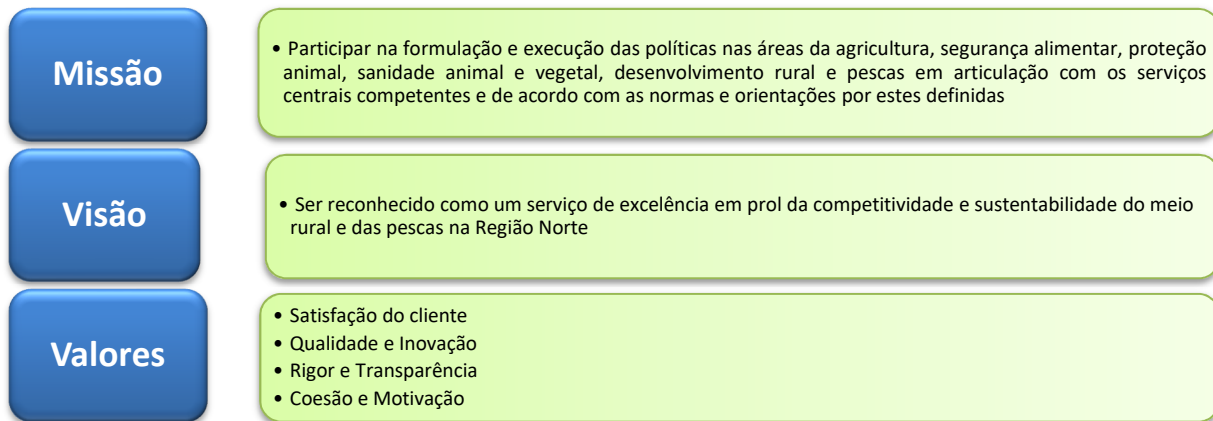 Missão
• Participar na formulação e execução das políticas nas áreas da agricultura, segurança alimentar, proteção
animal, sanidade animal e vegetal, desenvolvimento rural e pescas em articulação com os serviços
centrais competentes e de acordo com as normas e orientações por estes definidas
Visão
• Ser reconhecido como um serviço de excelência em prol da competitividade e sustentabilidade do meio
rural e das pescas na Região Norte
Valores
• Satisfação do cliente
• Qualidade e Inovação
• Rigor e Transparência
• Coesão e Motivação